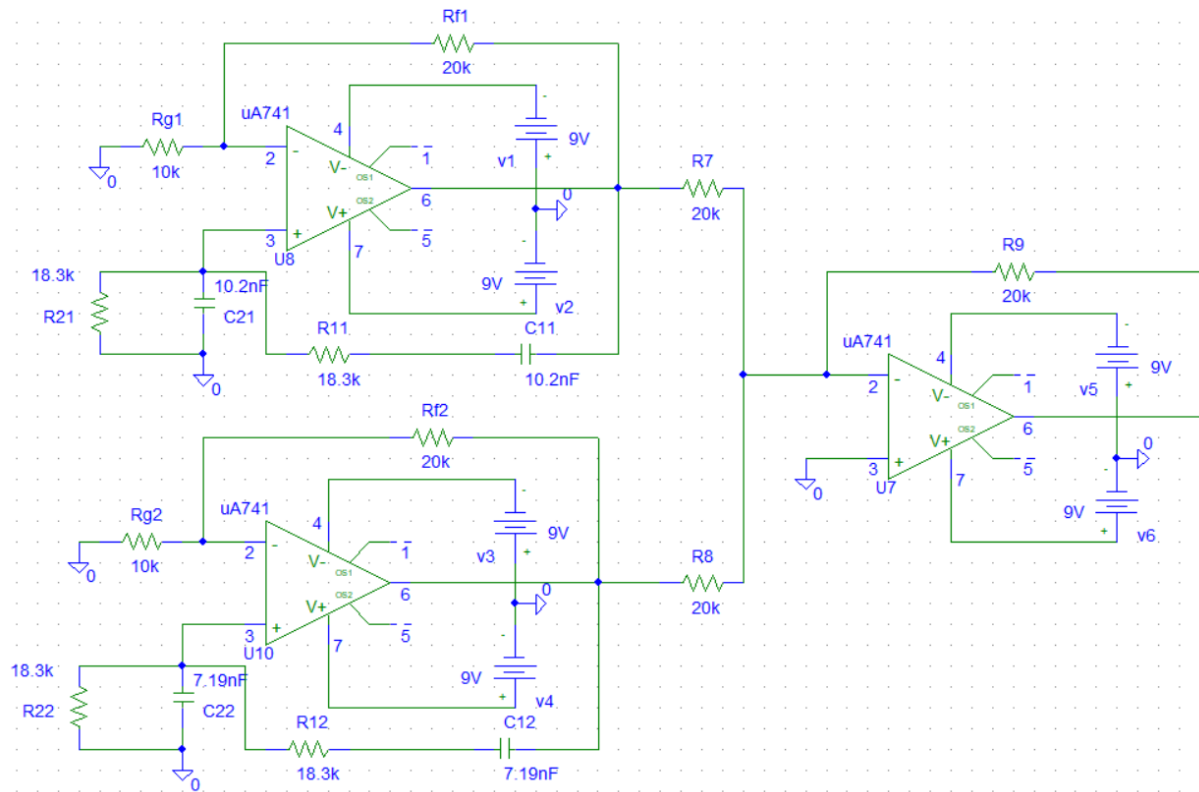 Rf1
20k
uA741
Rg1
10k
0
2
-
4
V-
OS1
1
OS2
V+
6
5
3
+
7
U8
-
9V
v1
+
0
-
9V
+
v2
18.3k
R21
10.2nF
C21
0
R11
18.3k
C11
10.2nF
R7
20k
Rf2
20k
uA741
Rg2
10k
0
2
-
4
V-
OS1
1
OS2
V+
6
5
3
+
7
U10
-
9V
v3
+
0
-
9V
+
v4
18.3k
R22
7.19nF
C22
0
R12
18.3k
C12
7.19nF
R8
20k
R9
20k
uA741
2
-
4
V-
OS1
1
OS2
V+
6
5
3
+
7
U7
0
-
9V
v5
+
0
-
9V
+
v6